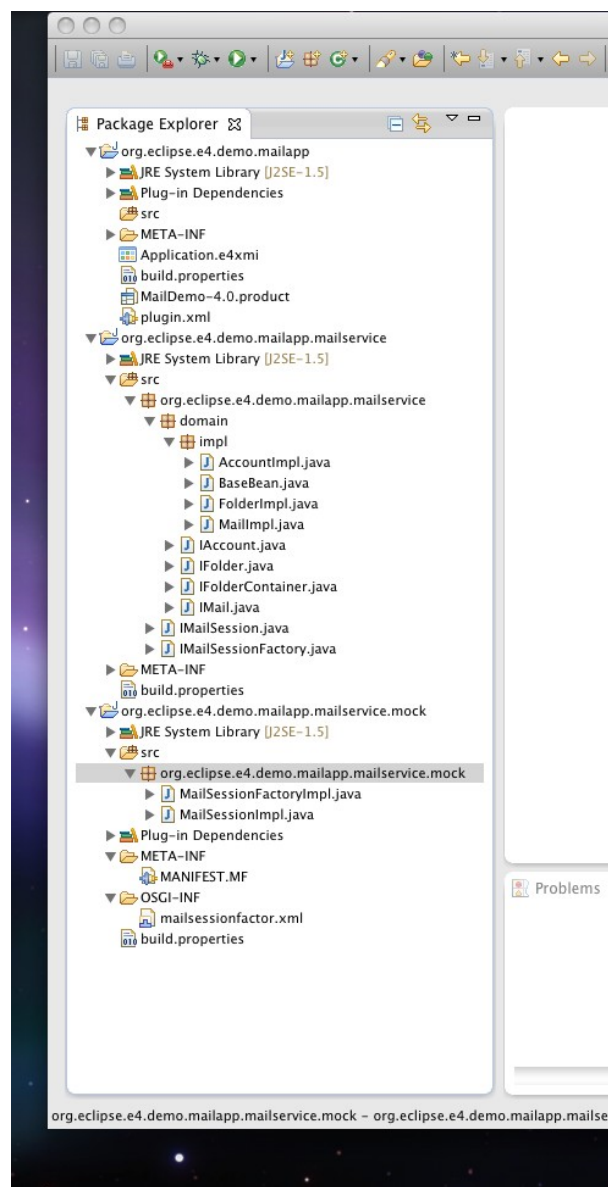 Package Explorer
org.eclipse.e4.demo.mailapp
JRE System Library [J2SE-1.5]
Plug-in Dependencies
src
META-INF
Application.e4xmi
build.properties
MailDemo-4.0.product
plugin.xml
org.eclipse.e4.demo.mailapp.mailservice
JRE System Library [J2SE-1.5]
src
org.eclipse.e4.demo.mailapp.mailservice
domain
impl
AccountImpl.java
BaseBean.java
FolderImpl.java
MailImpl.java
IAccount.java
IFolder.java
IFolderContainer.java
IMail.java
IMailSession.java
IMailSessionFactory.java
META-INF
build.properties
org.eclipse.e4.demo.mailapp.mailservice.mock
JRE System Library [J2SE-1.5]
src
org.eclipse.e4.demo.mailapp.mailservice.mock
MailSessionFactoryImpl.java
MailSessionImpl.java
Plug-in Dependencies
META-INF
MANIFEST.MF
OSGI-INF
mailsessionfactor.xml
build.properties
Problems
org.eclipse.e4.demo.mailapp.mailservice.mock – org.eclipse.e4.demo.mailapp.mailse